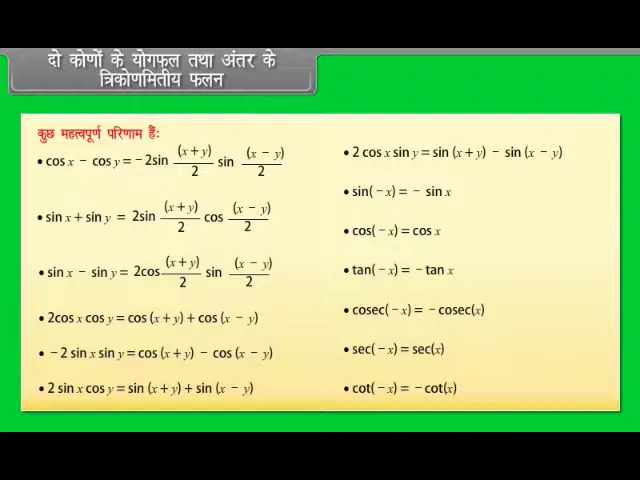 दो कोणों के योगफल तथा अंतर के
त्रिकोणमितीय फलन
कुछ महत्वपूर्ण परिणाम हैं:
• cos x − cos y = −2sin (x + y)/2 sin (x − y)/2
• sin x + sin y = 2sin (x + y)/2 cos (x − y)/2
• sin x − sin y = 2cos (x + y)/2 sin (x − y)/2
• 2cos x cos y = cos (x + y) + cos (x − y)
• −2 sin x sin y = cos (x + y) − cos (x − y)
• 2 sin x cos y = sin (x + y) + sin (x − y)
• 2 cos x sin y = sin (x + y) − sin (x − y)
• sin(−x) = − sin x
• cos(−x) = cos x
• tan(−x) = −tan x
• cosec(−x) = −cosec(x)
• sec(−x) = sec(x)
• cot(−x) = −cot(x)